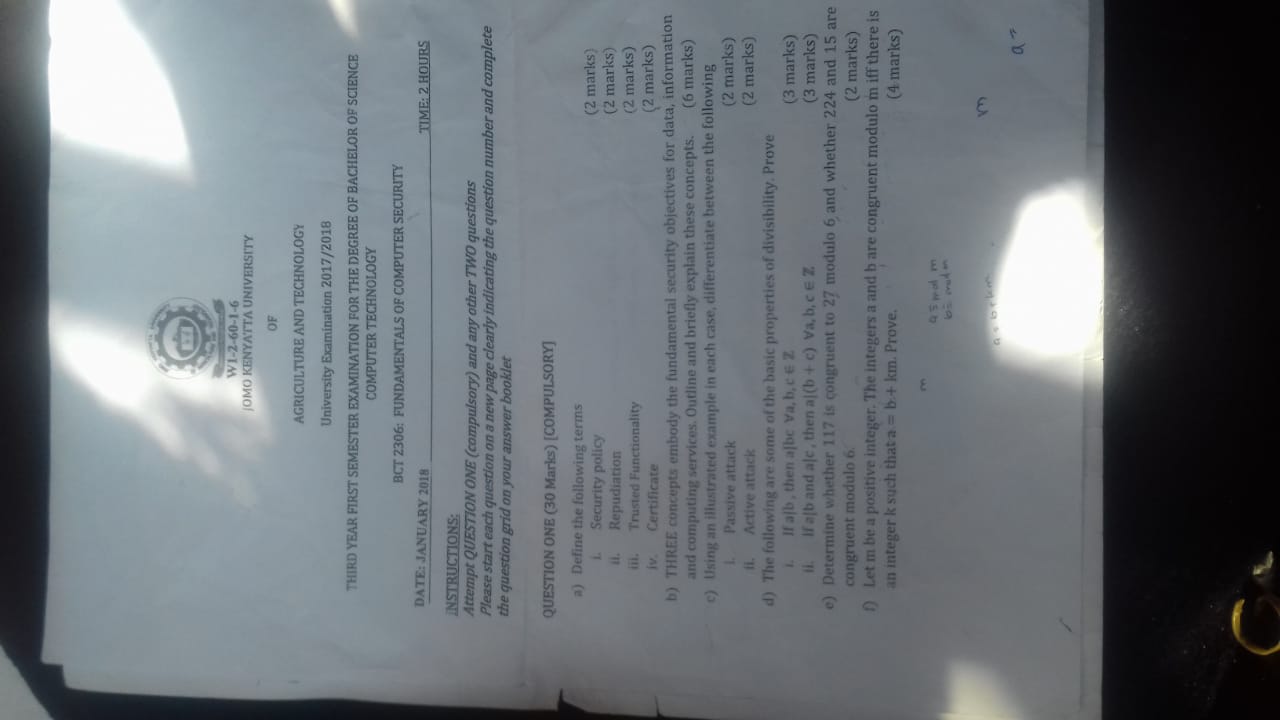 W1-2-60-1-6
JOMO KENYATTA UNIVERSITY
OF
AGRICULTURE AND TECHNOLOGY
University Examination 2017/2018
THIRD YEAR FIRST SEMESTER EXAMINATION FOR THE DEGREE OF BACHELOR OF SCIENCE
COMPUTER TECHNOLOGY
BCT 2306: FUNDAMENTALS OF COMPUTER SECURITY
DATE: JANUARY 2018 TIME: 2 HOURS
INSTRUCTIONS:
Attempt QUESTION ONE (compulsory) and any other TWO questions
Please start each question on a new page clearly indicating the question number and complete
the question grid on your answer booklet
QUESTION ONE (30 Marks) [COMPULSORY]
a) Define the following terms
i. Security policy (2 marks)
ii. Repudiation (2 marks)
iii. Trusted Functionality (2 marks)
iv. Certificate (2 marks)
b) THREE concepts embody the fundamental security objectives for data, information
and computing services. Outline and briefly explain these concepts. (6 marks)
c) Using an illustrated example in each case, differentiate between the following
i. Passive attack (2 marks)
ii. Active attack (2 marks)
d) The following are some of the basic properties of divisibility. Prove
i. If a|b, then a|bc ∀a, b, c ∈ ℤ (3 marks)
ii. If a|b and a|c, then a|(b + c) ∀a, b, c ∈ ℤ (3 marks)
e) Determine whether 117 is congruent to 27 modulo 6 and whether 224 and 15 are
congruent modulo 6. (2 marks)
f) Let m be a positive integer. The integers a and b are congruent modulo m iff there is
an integer k such that a = b + km. Prove. (4 marks)
m
a ≡ mod m
b ≡ mod m
a = b + km
m
a =